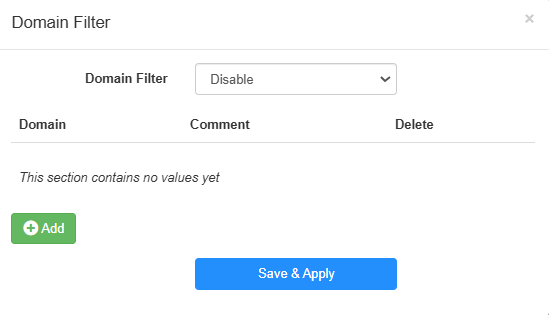 Domain Filter
×
Domain Filter Disable
Domain Comment Delete
This section contains no values yet
Add
Save & Apply